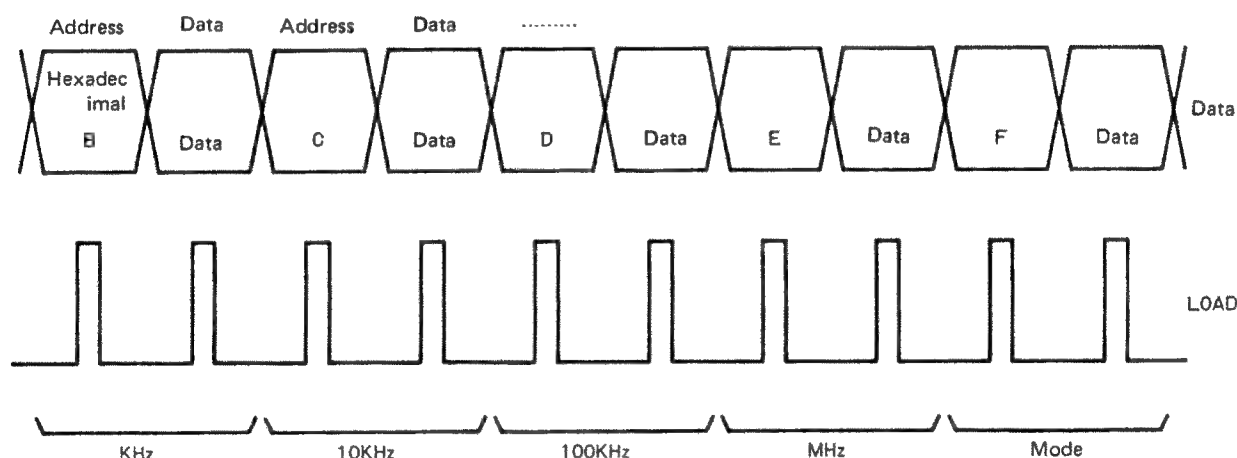 Address Data Address Data ·········
Hexadec
imal
B Data C Data D Data E Data F Data
Data
LOAD
KHz 10KHz 100KHz MHz Mode